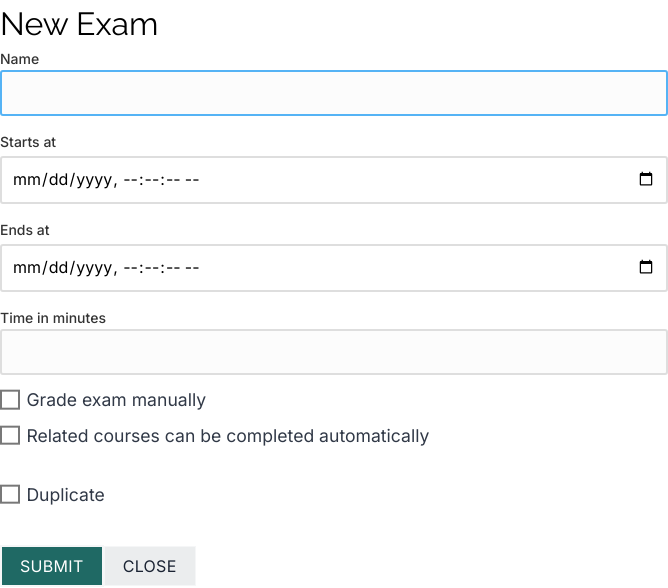 New Exam
Name
Starts at
mm/dd/yyyy, --:--:-- --
Ends at
mm/dd/yyyy, --:--:-- --
Time in minutes
Grade exam manually
Related courses can be completed automatically
Duplicate
SUBMIT CLOSE